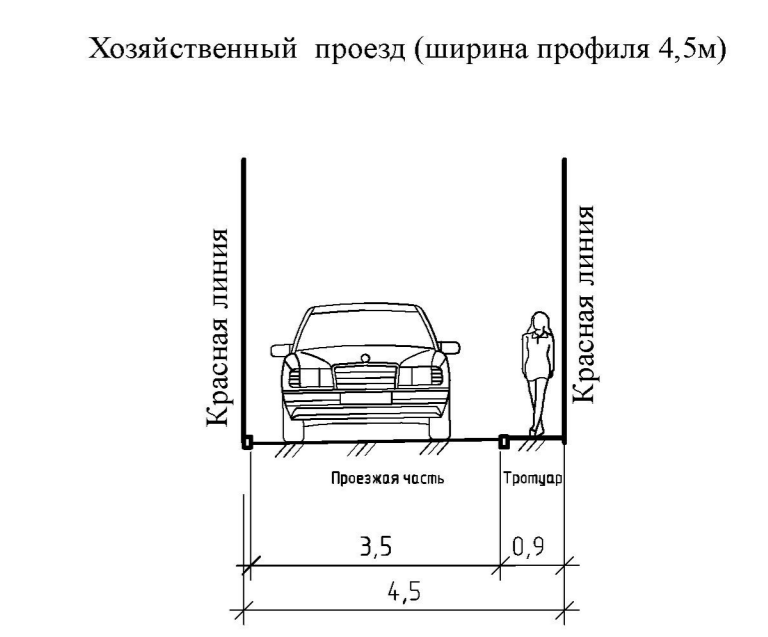 Хозяйственный проезд (ширина профиля 4,5м)
Красная линия
Красная линия
Проезжая часть
Тротуар
3,5
0,9
4,5